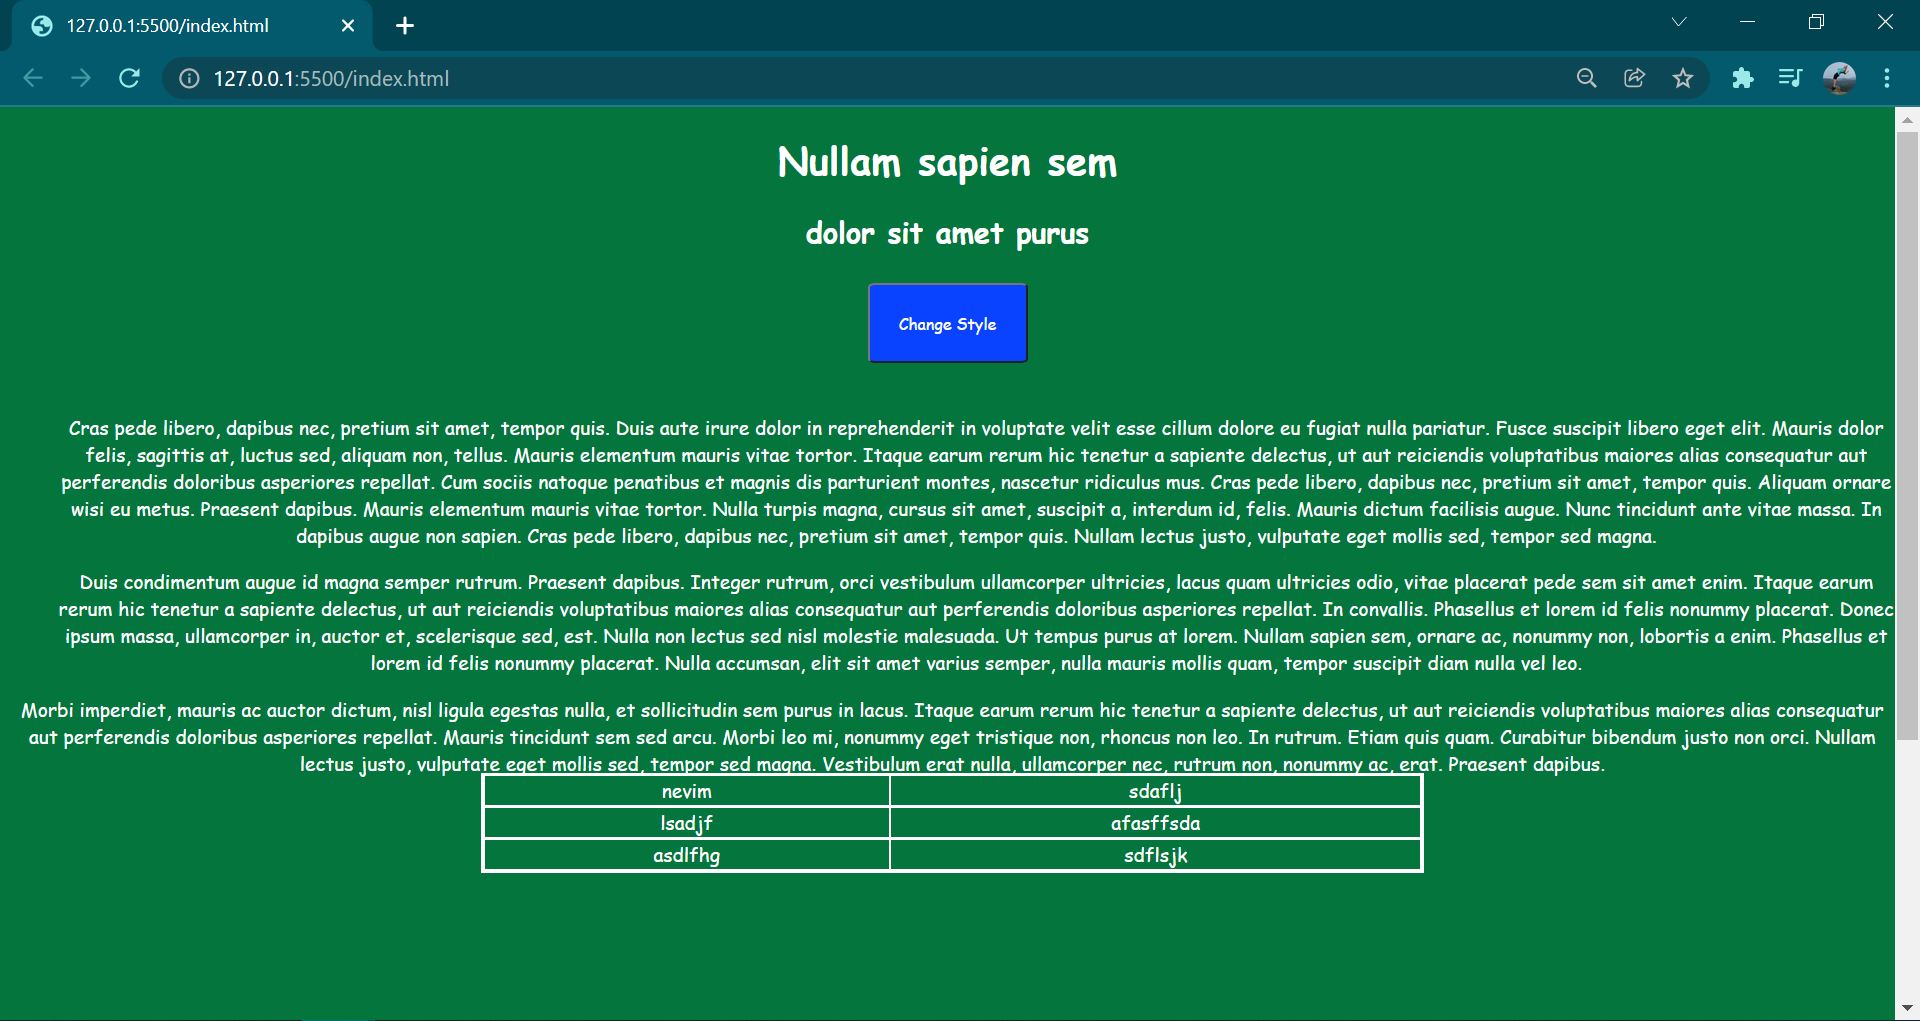 127.0.0.1:5500/index.html
127.0.0.1:5500/index.html
Nullam sapien sem
dolor sit amet purus
Change Style
Cras pede libero, dapibus nec, pretium sit amet, tempor quis. Duis aute irure dolor in reprehenderit in voluptate velit esse cillum dolore eu fugiat nulla pariatur. Fusce suscipit libero eget elit. Mauris dolor
felis, sagittis at, luctus sed, aliquam non, tellus. Mauris elementum mauris vitae tortor. Itaque earum rerum hic tenetur a sapiente delectus, ut aut reiciendis voluptatibus maiores alias consequatur aut
perferendis doloribus asperiores repellat. Cum sociis natoque penatibus et magnis dis parturient montes, nascetur ridiculus mus. Cras pede libero, dapibus nec, pretium sit amet, tempor quis. Aliquam ornare
wisi eu metus. Praesent dapibus. Mauris elementum mauris vitae tortor. Nulla turpis magna, cursus sit amet, suscipit a, interdum id, felis. Mauris dictum facilisis augue. Nunc tincidunt ante vitae massa. In
dapibus augue non sapien. Cras pede libero, dapibus nec, pretium sit amet, tempor quis. Nullam lectus justo, vulputate eget mollis sed, tempor sed magna.
Duis condimentum augue id magna semper rutrum. Praesent dapibus. Integer rutrum, orci vestibulum ullamcorper ultricies, lacus quam ultricies odio, vitae placerat pede sem sit amet enim. Itaque earum
rerum hic tenetur a sapiente delectus, ut aut reiciendis voluptatibus maiores alias consequatur aut perferendis doloribus asperiores repellat. In convallis. Phasellus et lorem id felis nonummy placerat. Donec
ipsum massa, ullamcorper in, auctor et, scelerisque sed, est. Nulla non lectus sed nisl molestie malesuada. Ut tempus purus at lorem. Nullam sapien sem, ornare ac, nonummy non, lobortis a enim. Phasellus et
lorem id felis nonummy placerat. Nulla accumsan, elit sit amet varius semper, nulla mauris mollis quam, tempor suscipit diam nulla vel leo.
Morbi imperdiet, mauris ac auctor dictum, nisl ligula egestas nulla, et sollicitudin sem purus in lacus. Itaque earum rerum hic tenetur a sapiente delectus, ut aut reiciendis voluptatibus maiores alias consequatur
aut perferendis doloribus asperiores repellat. Mauris tincidunt sem sed arcu. Morbi leo mi, nonummy eget tristique non, rhoncus non leo. In rutrum. Etiam quis quam. Curabitur bibendum justo non orci. Nullam
lectus justo, vulputate eget mollis sed, tempor sed magna. Vestibulum erat nulla, ullamcorper nec, rutrum non, nonummy ac, erat. Praesent dapibus.
nevim sdaflj
lsadjf afasffsda
asdlfhg sdflsjk